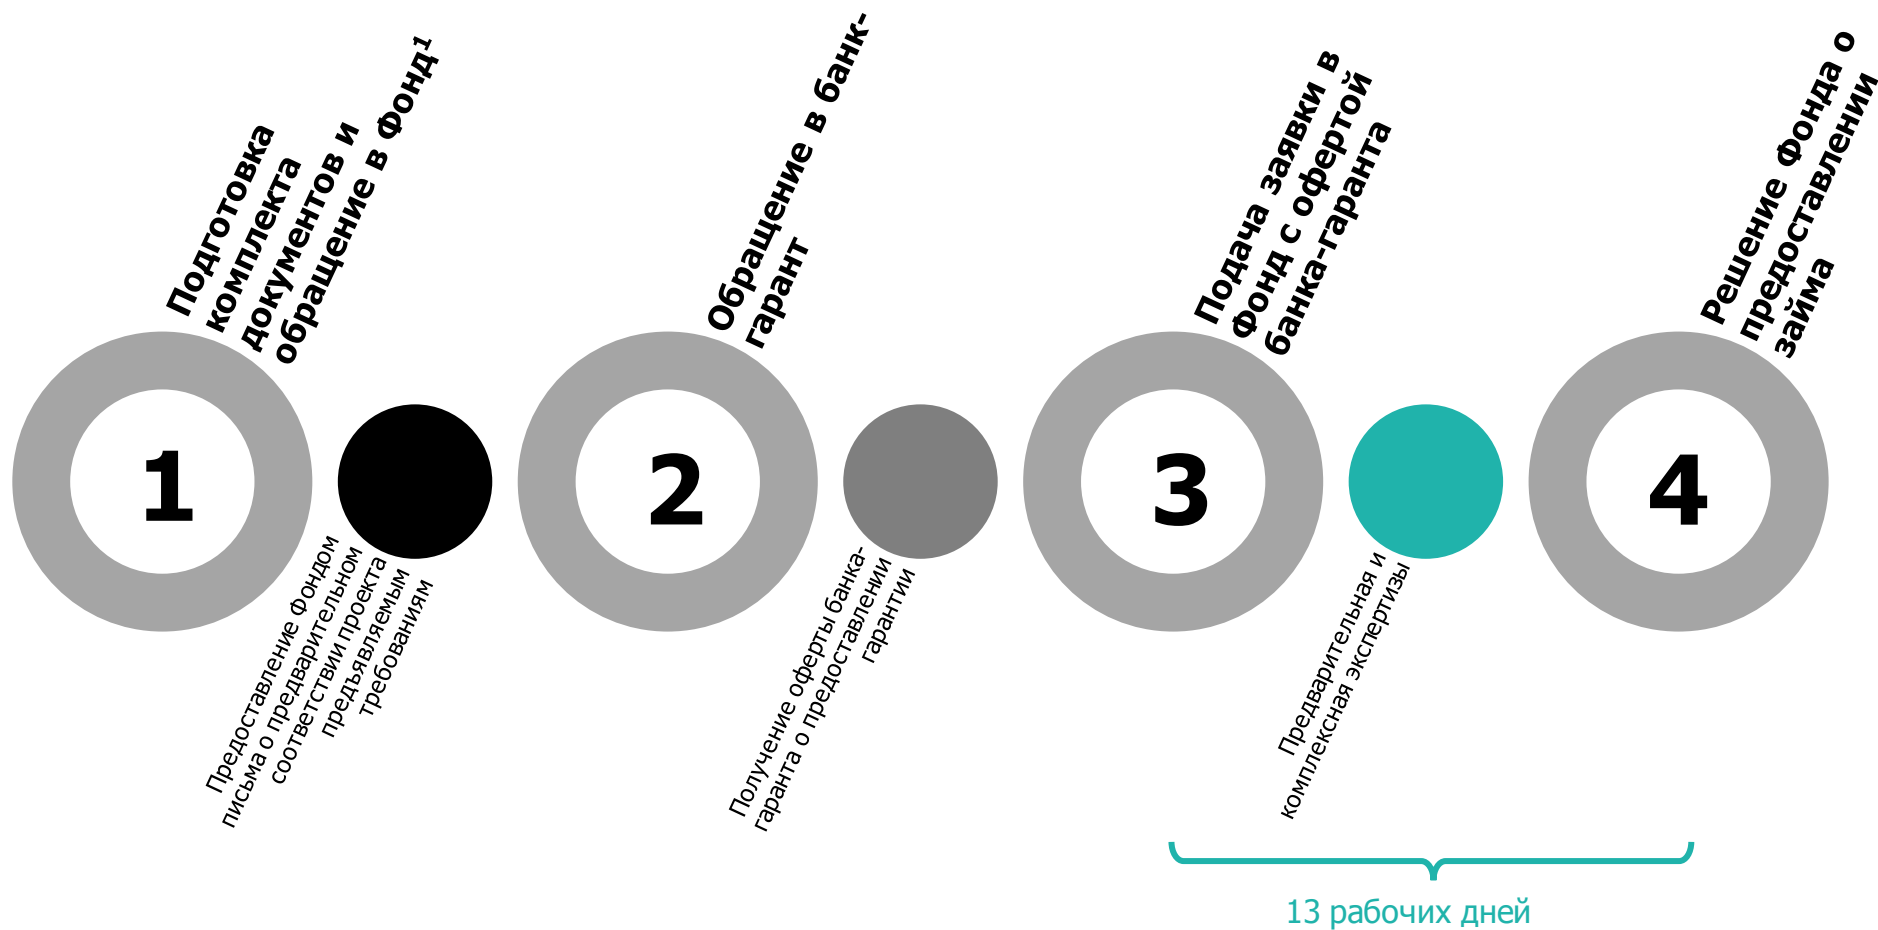 Подготовка
комплекта
документов и
обращение в Фонд¹
1
Предоставление Фондом
письма о предварительном
соответствии проекта
предъявляемым
требованиям
Обращение в банк-
гарант
2
Получение оферты банка-
гаранта о предоставлении
гарантии
Подача заявки в
Фонд с офертой
банка-гаранта
3
Предварительная и
комплексная экспертизы
Решение Фонда о
предоставлении
займа
4
13 рабочих дней